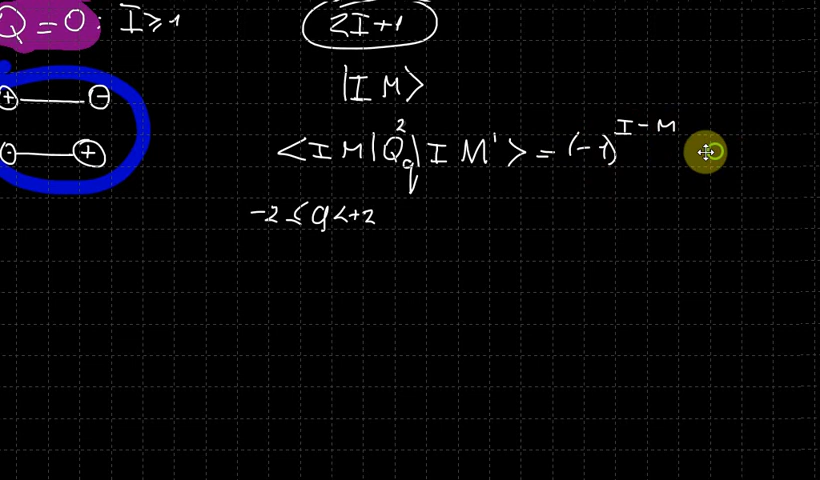 Q = 0 : I ≥ 1
2I+1
|I M>
+ −
- +
<I M|Q²_q|I M'> = (-1)^{I-M}
-2 ≤ q < +2